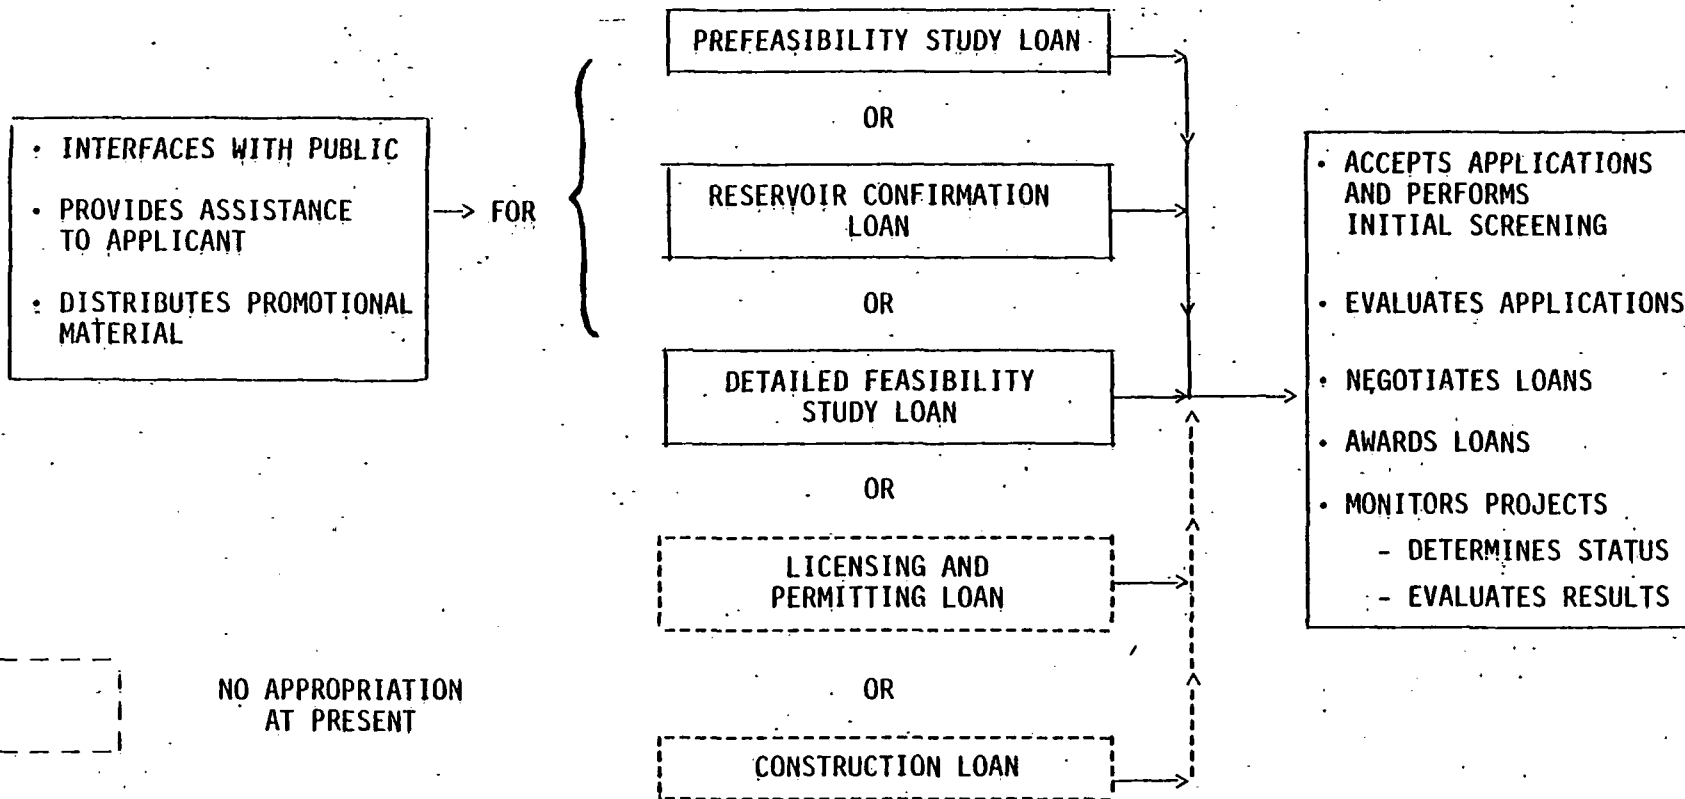 • INTERFACES WITH PUBLIC
• PROVIDES ASSISTANCE
TO APPLICANT
• DISTRIBUTES PROMOTIONAL
MATERIAL
FOR
PREFEASIBILITY STUDY LOAN
OR
RESERVOIR CONFIRMATION
LOAN
OR
DETAILED FEASIBILITY
STUDY LOAN
OR
LICENSING AND
PERMITTING LOAN
OR
CONSTRUCTION LOAN
• ACCEPTS APPLICATIONS
AND PERFORMS
INITIAL SCREENING
• EVALUATES APPLICATIONS
• NEGOTIATES LOANS
• AWARDS LOANS
• MONITORS PROJECTS
- DETERMINES STATUS
- EVALUATES RESULTS
NO APPROPRIATION
AT PRESENT